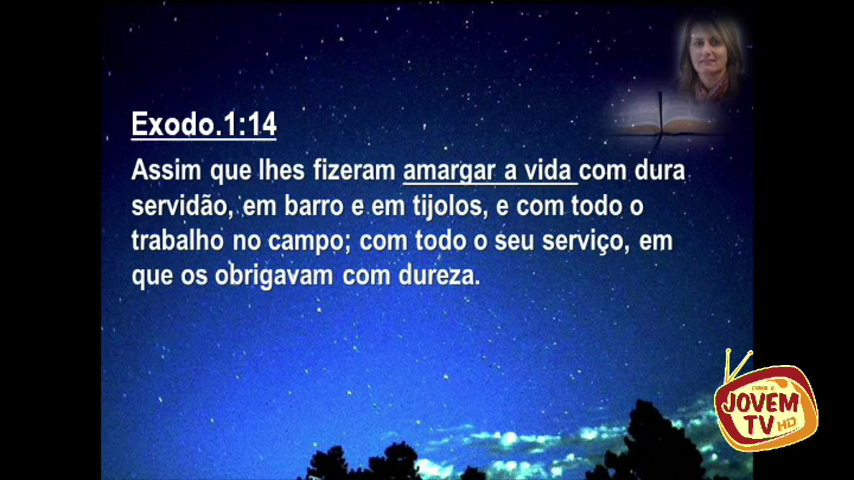 Exodo.1:14
Assim que lhes fizeram amargar a vida com dura
servidão, em barro e em tijolos, e com todo o
trabalho no campo; com todo o seu serviço, em
que os obrigavam com dureza.
JOVEM
TV HD